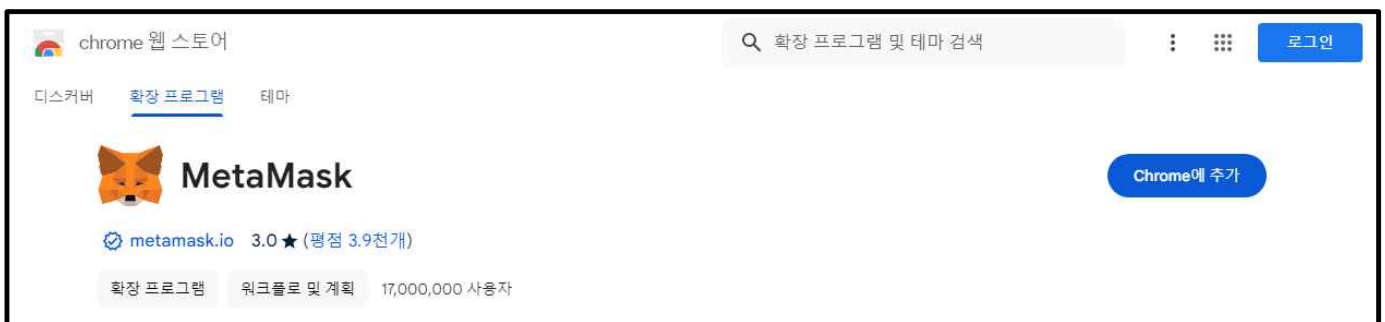 chrome 웹 스토어
확장 프로그램 및 테마 검색
로그인
디스커버 확장 프로그램 테마
MetaMask
Chrome에 추가
metamask.io 3.0 ★ (평점 3.9천개)
확장 프로그램 워크플로 및 계획 17,000,000 사용자